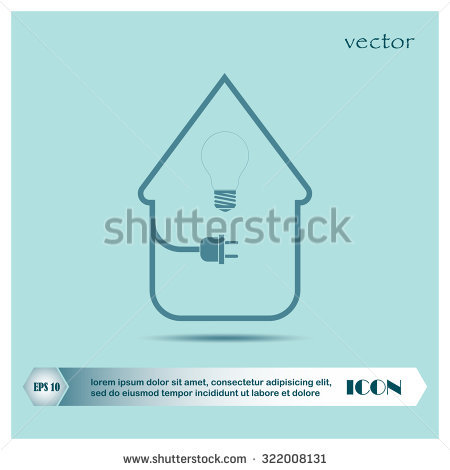 vector
shutterstock
EPS 10
lorem ipsum dolor sit amet, consectetur adipisicing elit,
sed do eiusmod tempor incididunt ut labore et dolore
ICON
www.shutterstock.com · 322008131